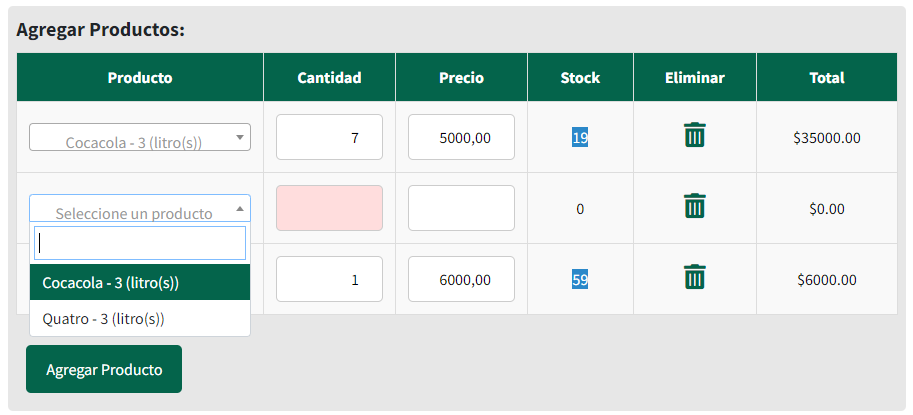 Agregar Productos:
Producto Cantidad Precio Stock Eliminar Total
Cocacola - 3 (litro(s)) 7 5000,00 19 $35000.00
Seleccione un producto 0 $0.00
Cocacola - 3 (litro(s)) 1 6000,00 59 $6000.00
Quatro - 3 (litro(s))
Agregar Producto